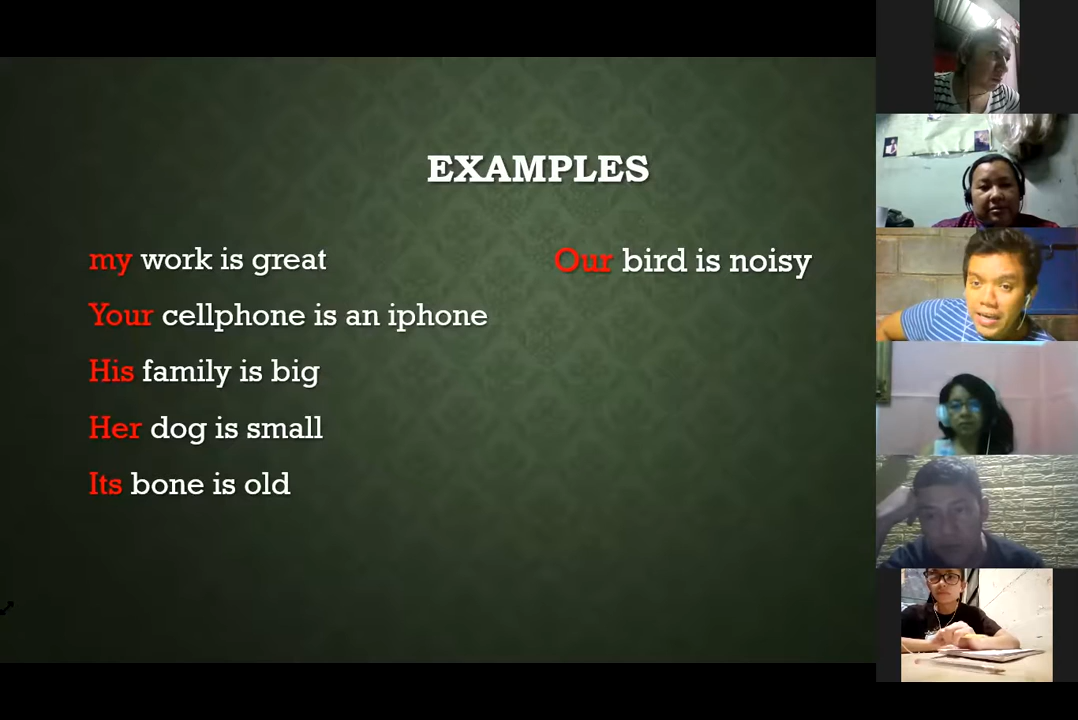 EXAMPLES
my work is great
Your cellphone is an iphone
His family is big
Her dog is small
Its bone is old
Our bird is noisy